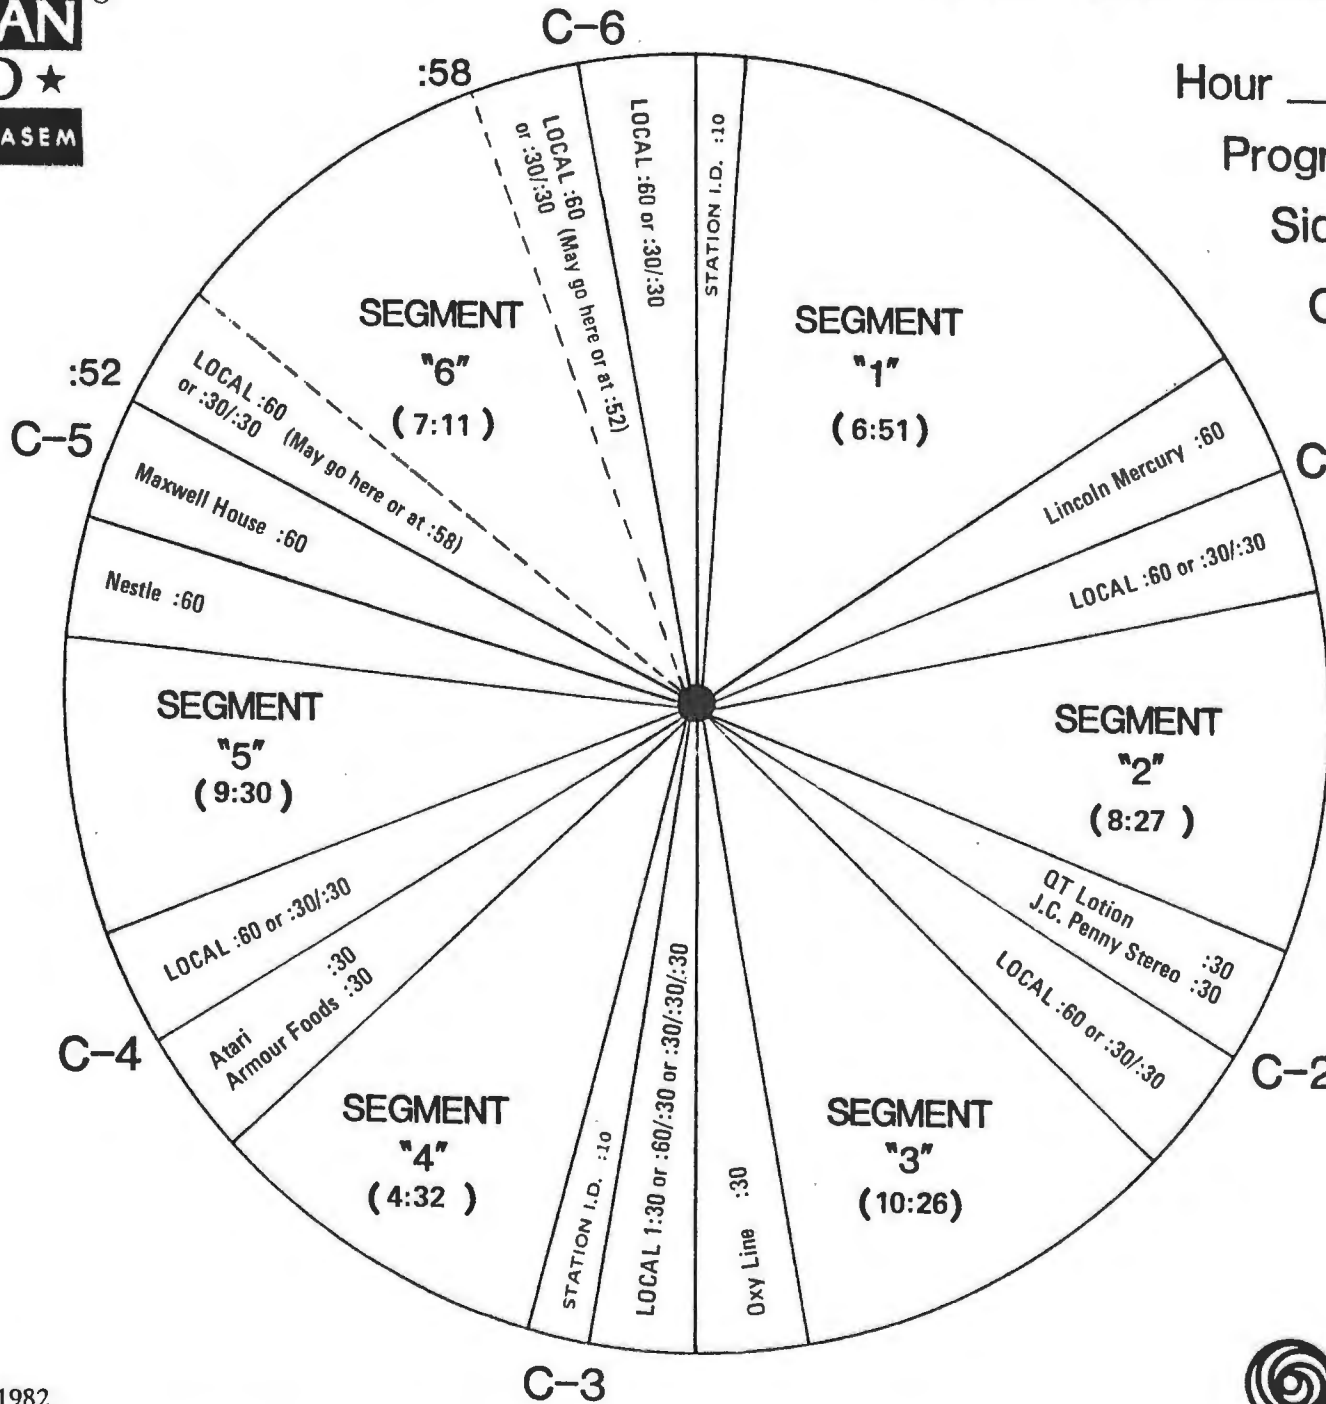 AN
®
★
ASEM
C-6
:58
Hour
STATION I.D. :10
SEGMENT
"1"
(6:51)
Lincoln Mercury :60
LOCAL :60 or :30/:30
SEGMENT
"2"
(8:27 )
QT Lotion :30
J.C. Penny Stereo :30
C-2
LOCAL :60 or :30/:30
SEGMENT
"3"
(10:26)
Oxy Line :30
C-3
LOCAL 1:30 or :60/:30 or :30/:30/:30
STATION I.D. :10
SEGMENT
"4"
(4:32 )
Atari :30
Armour Foods :30
C-4
LOCAL :60 or :30/:30
SEGMENT
"5"
(9:30 )
Nestle :60
Maxwell House :60
C-5
:52
LOCAL :60
or :30/:30 (May go here or at :58)
SEGMENT
"6"
(7:11 )
LOCAL :60
or :30/:30 (May go here or at :52)
LOCAL :60 or :30/:30
1982